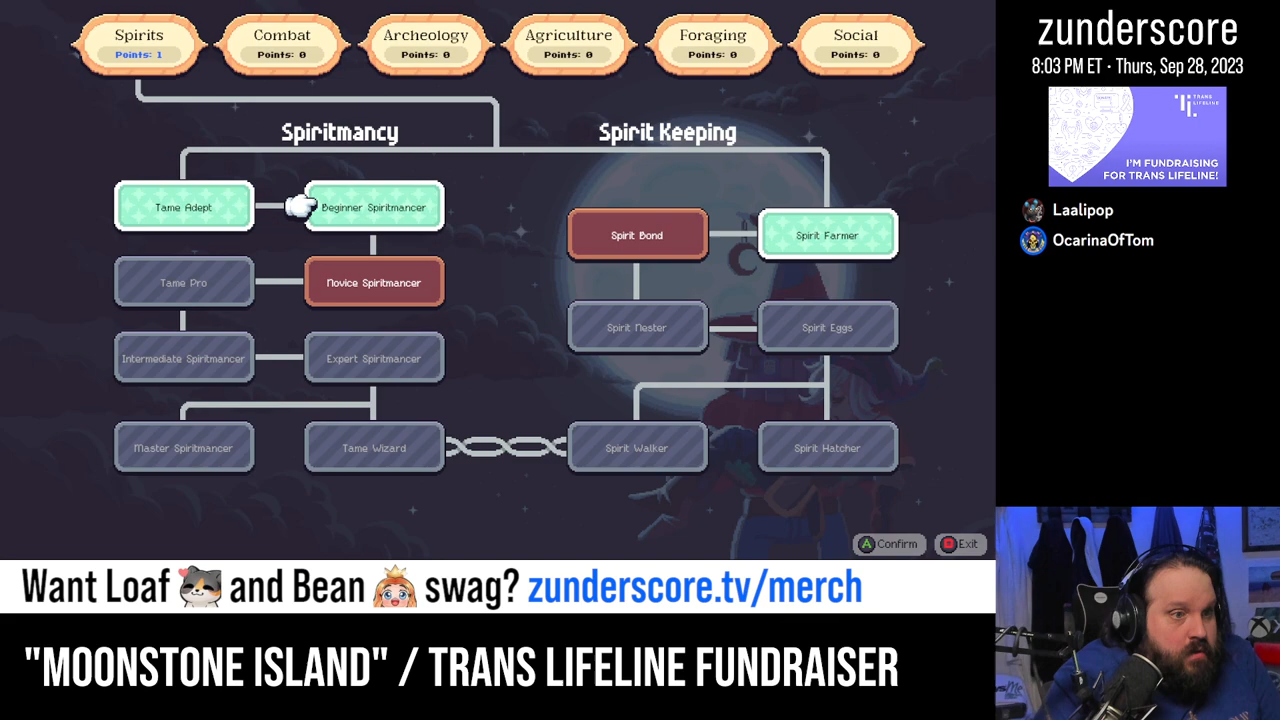 Spirits
Points: 1
Combat
Points: 0
Archeology
Points: 0
Agriculture
Points: 0
Foraging
Points: 0
Social
Points: 0
Spiritmancy
Spirit Keeping
Tame Adept
Beginner Spiritmancer
Spirit Bond
Spirit Farmer
Tame Pro
Novice Spiritmancer
Spirit Nester
Spirit Eggs
Intermediate Spiritmancer
Expert Spiritmancer
Master Spiritmancer
Tame Wizard
Spirit Walker
Spirit Hatcher
A Confirm
Exit
zunderscore
8:03 PM ET · Thurs, Sep 28, 2023
TRANS
LIFELINE
I'M FUNDRAISING
FOR TRANS LIFELINE!
Laalipop
OcarinaOfTom
Want Loaf and Bean swag? zunderscore.tv/merch
"MOONSTONE ISLAND" / TRANS LIFELINE FUNDRAISER